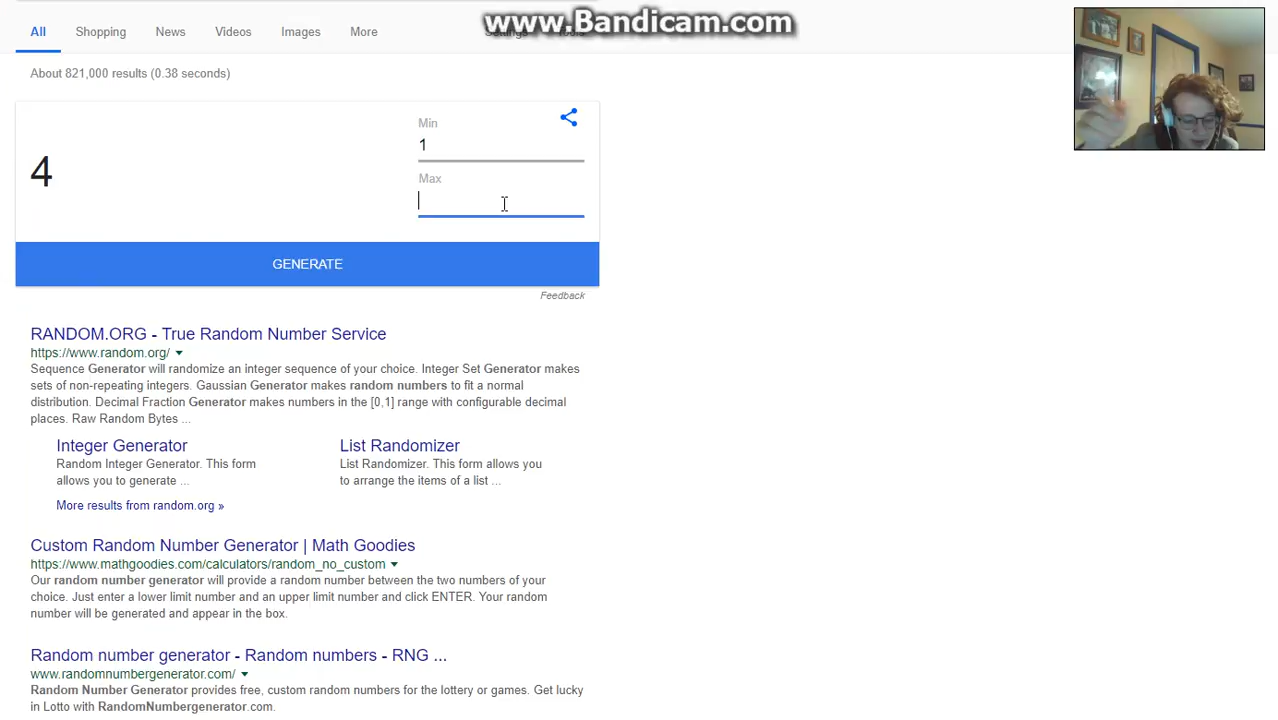 www.Bandicam.com
All Shopping News Videos Images More Settings Tools
About 821,000 results (0.38 seconds)
Min
1
4
Max
GENERATE
Feedback
RANDOM.ORG - True Random Number Service
https://www.random.org/
Sequence Generator will randomize an integer sequence of your choice. Integer Set Generator makes
sets of non-repeating integers. Gaussian Generator makes random numbers to fit a normal
distribution. Decimal Fraction Generator makes numbers in the [0,1] range with configurable decimal
places. Raw Random Bytes ...
Integer Generator
Random Integer Generator. This form
allows you to generate ...
List Randomizer
List Randomizer. This form allows you
to arrange the items of a list ...
More results from random.org »
Custom Random Number Generator | Math Goodies
https://www.mathgoodies.com/calculators/random_no_custom
Our random number generator will provide a random number between the two numbers of your
choice. Just enter a lower limit number and an upper limit number and click ENTER. Your random
number will be generated and appear in the box.
Random number generator - Random numbers - RNG ...
www.randomnumbergenerator.com/
Random Number Generator provides free, custom random numbers for the lottery or games. Get lucky
in Lotto with RandomNumbergenerator.com.